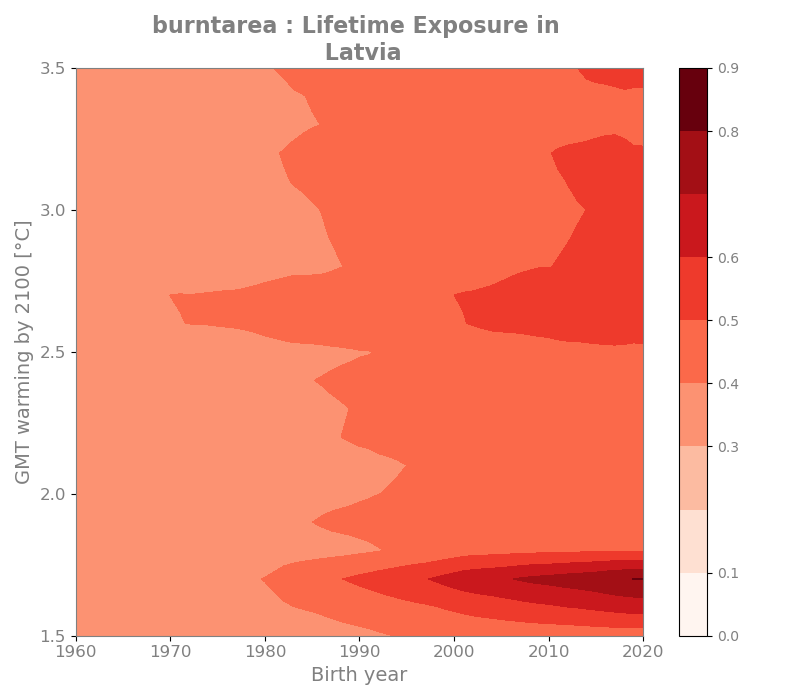 burntarea : Lifetime Exposure in
Latvia
GMT warming by 2100 [°C]
3.5
3.0
2.5
2.0
1.5
1960 1970 1980 1990 2000 2010 2020
Birth year
0.9
0.8
0.6
0.5
0.4
0.3
0.1
0.0